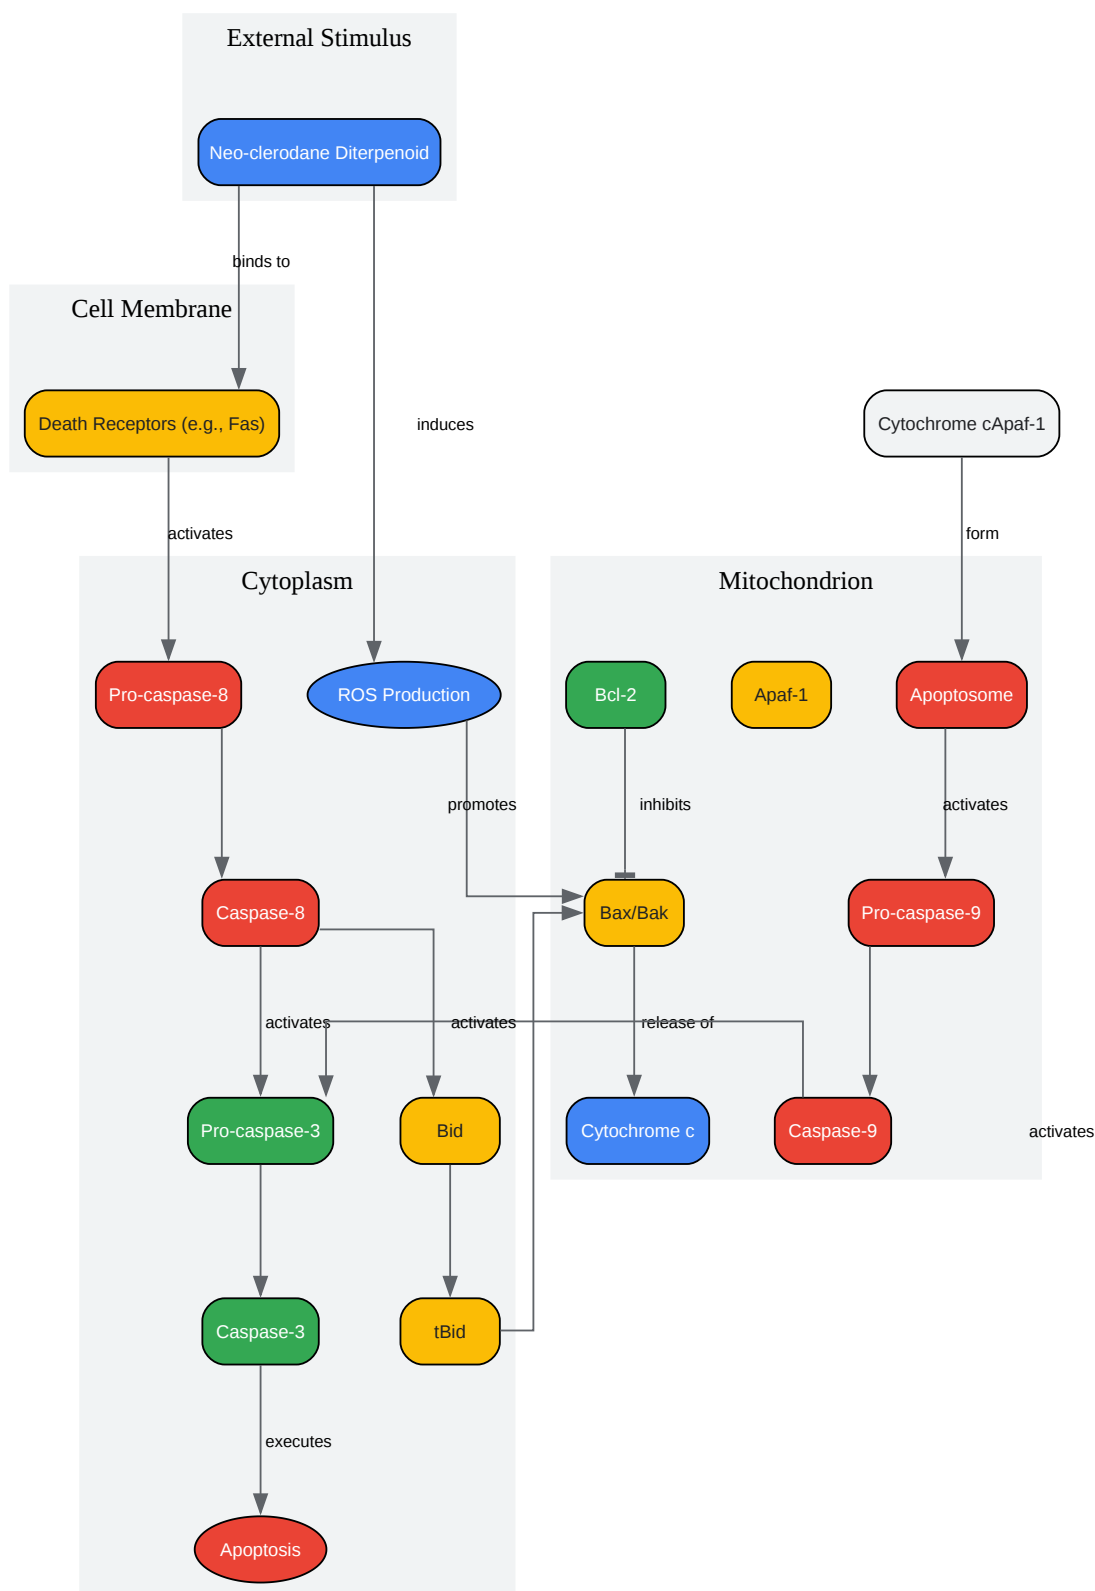 External Stimulus
Neo-clerodane Diterpenoid
binds to
Cell Membrane
Death Receptors (e.g., Fas)
induces
Cytochrome cApaf-1
activates
form
Cytoplasm
Mitochondrion
Pro-caspase-8
ROS Production
Bcl-2
Apaf-1
Apoptosome
promotes
inhibits
activates
Caspase-8
Bax/Bak
Pro-caspase-9
activates
activates
release of
Pro-caspase-3
Bid
Cytochrome c
Caspase-9
activates
Caspase-3
tBid
executes
Apoptosis